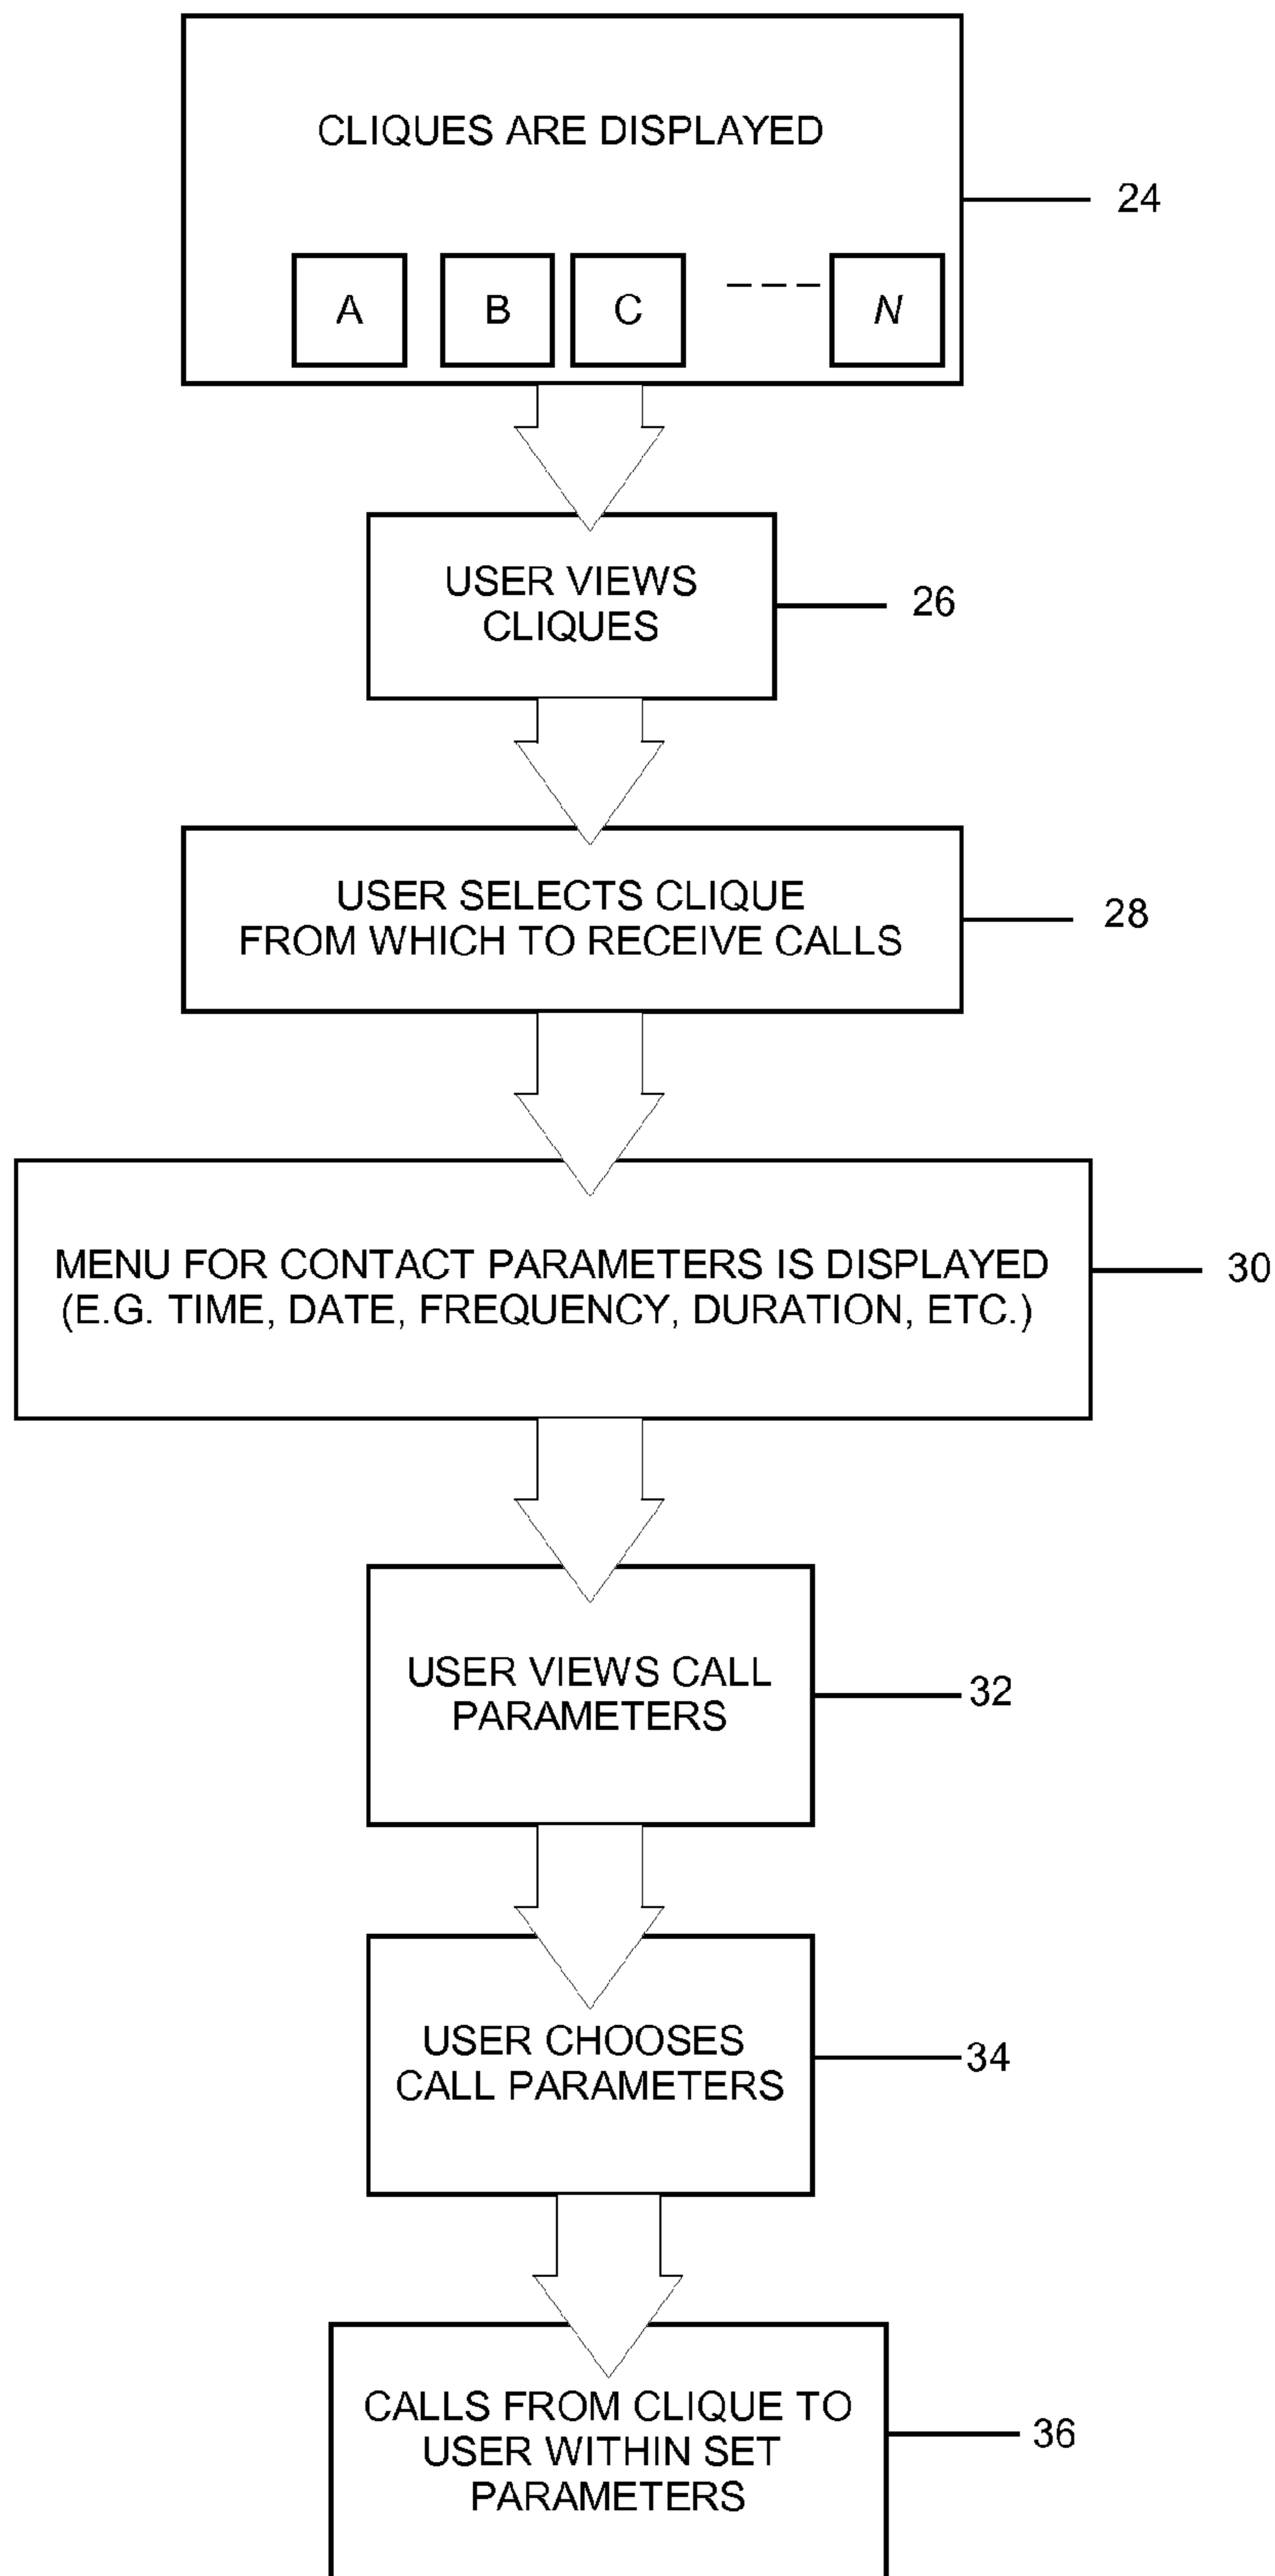 CLIQUES ARE DISPLAYED
24
A B C N
USER VIEWS
CLIQUES
26
USER SELECTS CLIQUE
FROM WHICH TO RECEIVE CALLS
28
MENU FOR CONTACT PARAMETERS IS DISPLAYED
(E.G. TIME, DATE, FREQUENCY, DURATION, ETC.)
30
USER VIEWS CALL
PARAMETERS
32
USER CHOOSES
CALL PARAMETERS
34
CALLS FROM CLIQUE TO
USER WITHIN SET
PARAMETERS
36